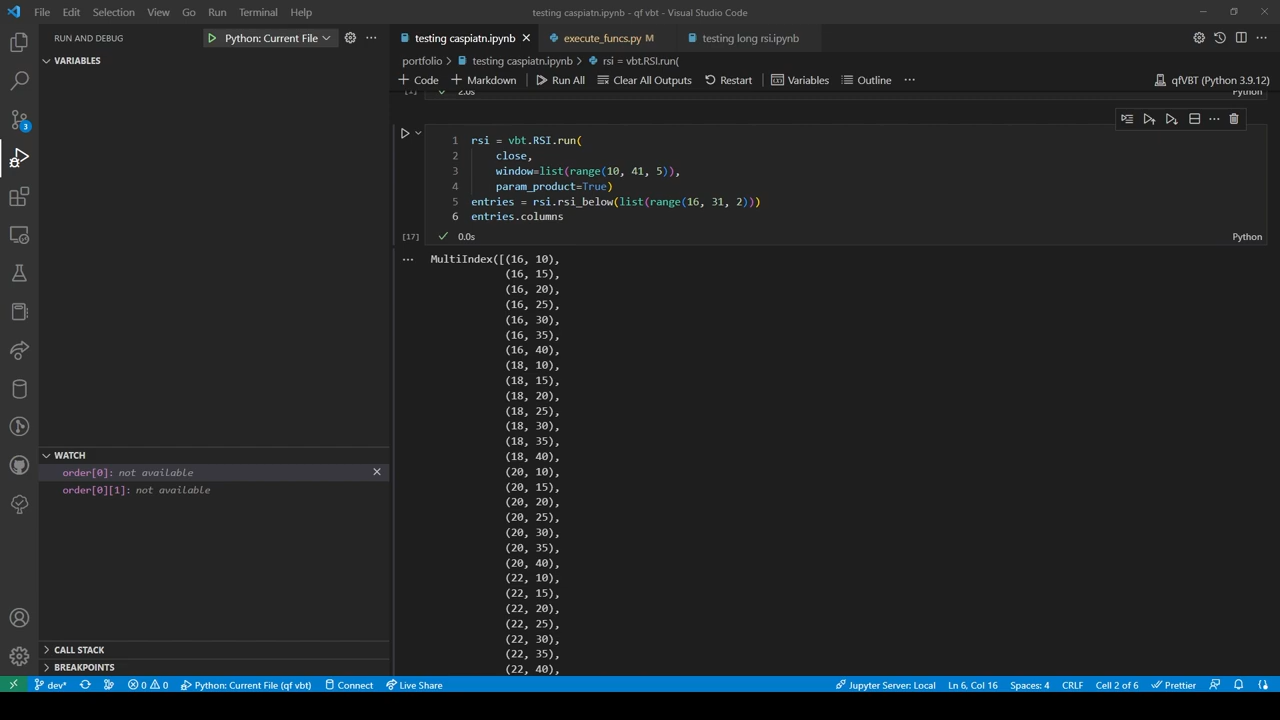 File Edit Selection View Go Run Terminal Help
testing caspiatn.ipynb - qf vbt - Visual Studio Code
RUN AND DEBUG
Python: Current File
VARIABLES
3
WATCH
order[0]: not available
order[0][1]: not available
CALL STACK
BREAKPOINTS
testing caspiatn.ipynb
execute_funcs.py M
testing long rsi.ipynb
portfolio > testing caspiatn.ipynb > rsi = vbt.RSI.run(
+ Code + Markdown Run All Clear All Outputs Restart Variables Outline ...
qfVBT (Python 3.9.12)
[1] 2.0s Python
1 rsi = vbt.RSI.run(
2 close,
3 window=list(range(10, 41, 5)),
4 param_product=True)
5 entries = rsi.rsi_below(list(range(16, 31, 2)))
6 entries.columns
[17] 0.0s Python
MultiIndex([(16, 10),
(16, 15),
(16, 20),
(16, 25),
(16, 30),
(16, 35),
(16, 40),
(18, 10),
(18, 15),
(18, 20),
(18, 25),
(18, 30),
(18, 35),
(18, 40),
(20, 10),
(20, 15),
(20, 20),
(20, 25),
(20, 30),
(20, 35),
(20, 40),
(22, 10),
(22, 15),
(22, 20),
(22, 25),
(22, 30),
(22, 35),
(22, 40),
dev* 0 0 Python: Current File (qf vbt) Connect Live Share
Jupyter Server: Local Ln 6, Col 16 Spaces: 4 CRLF Cell 2 of 6 Prettier